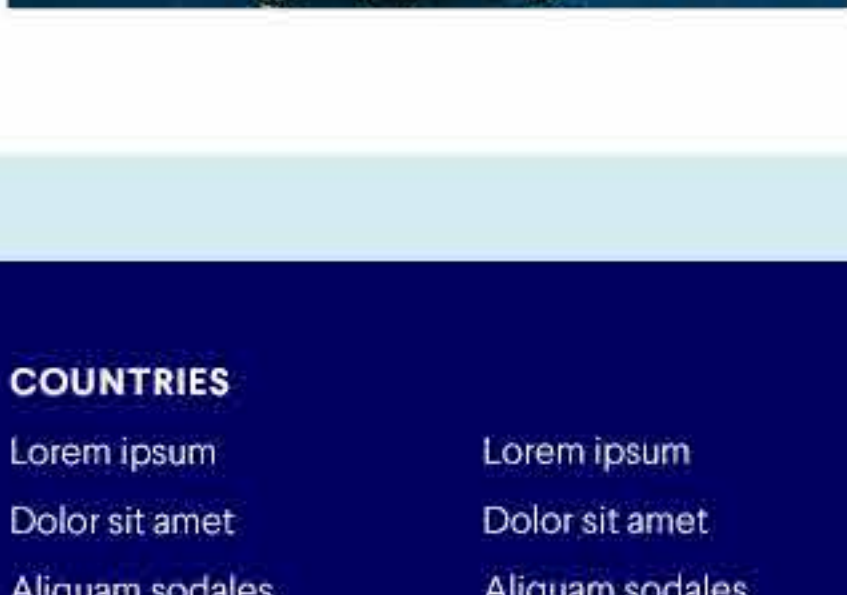 COUNTRIES
Lorem ipsum Lorem ipsum
Dolor sit amet Dolor sit amet
Aliquam sodales Aliquam sodales